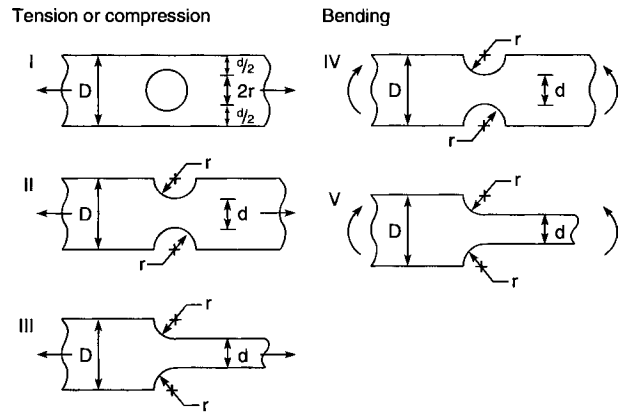 Tension or compression
I
D
d/2
2r
d/2
II
r
D
d
r
III
r
D
d
r
Bending
IV
r
D
d
r
V
r
D
d
r